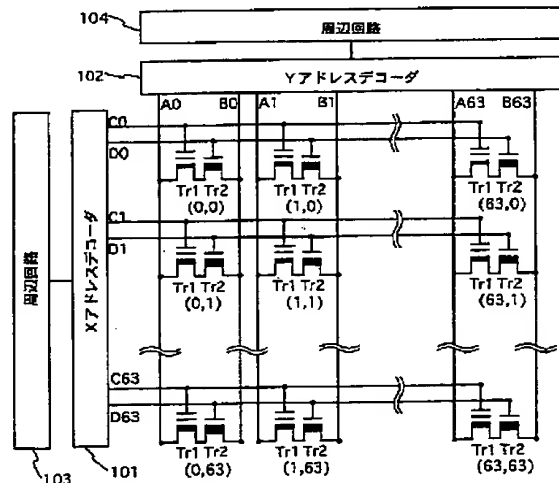 104
周辺回路
102
Yアドレスデコーダ
A0 B0 A1 B1 A63 B63
C0
D0
Tr1 Tr2 Tr1 Tr2 Tr1 Tr2
(0,0) (1,0) (63,0)
C1
D1
Tr1 Tr2 Tr1 Tr2 Tr1 Tr2
(0,1) (1,1) (63,1)
周辺回路
Xアドレスデコーダ
C63
D63
Tr1 Tr2 Tr1 Tr2 Tr1 Tr2
(0,63) (1,63) (63,63)
103
101